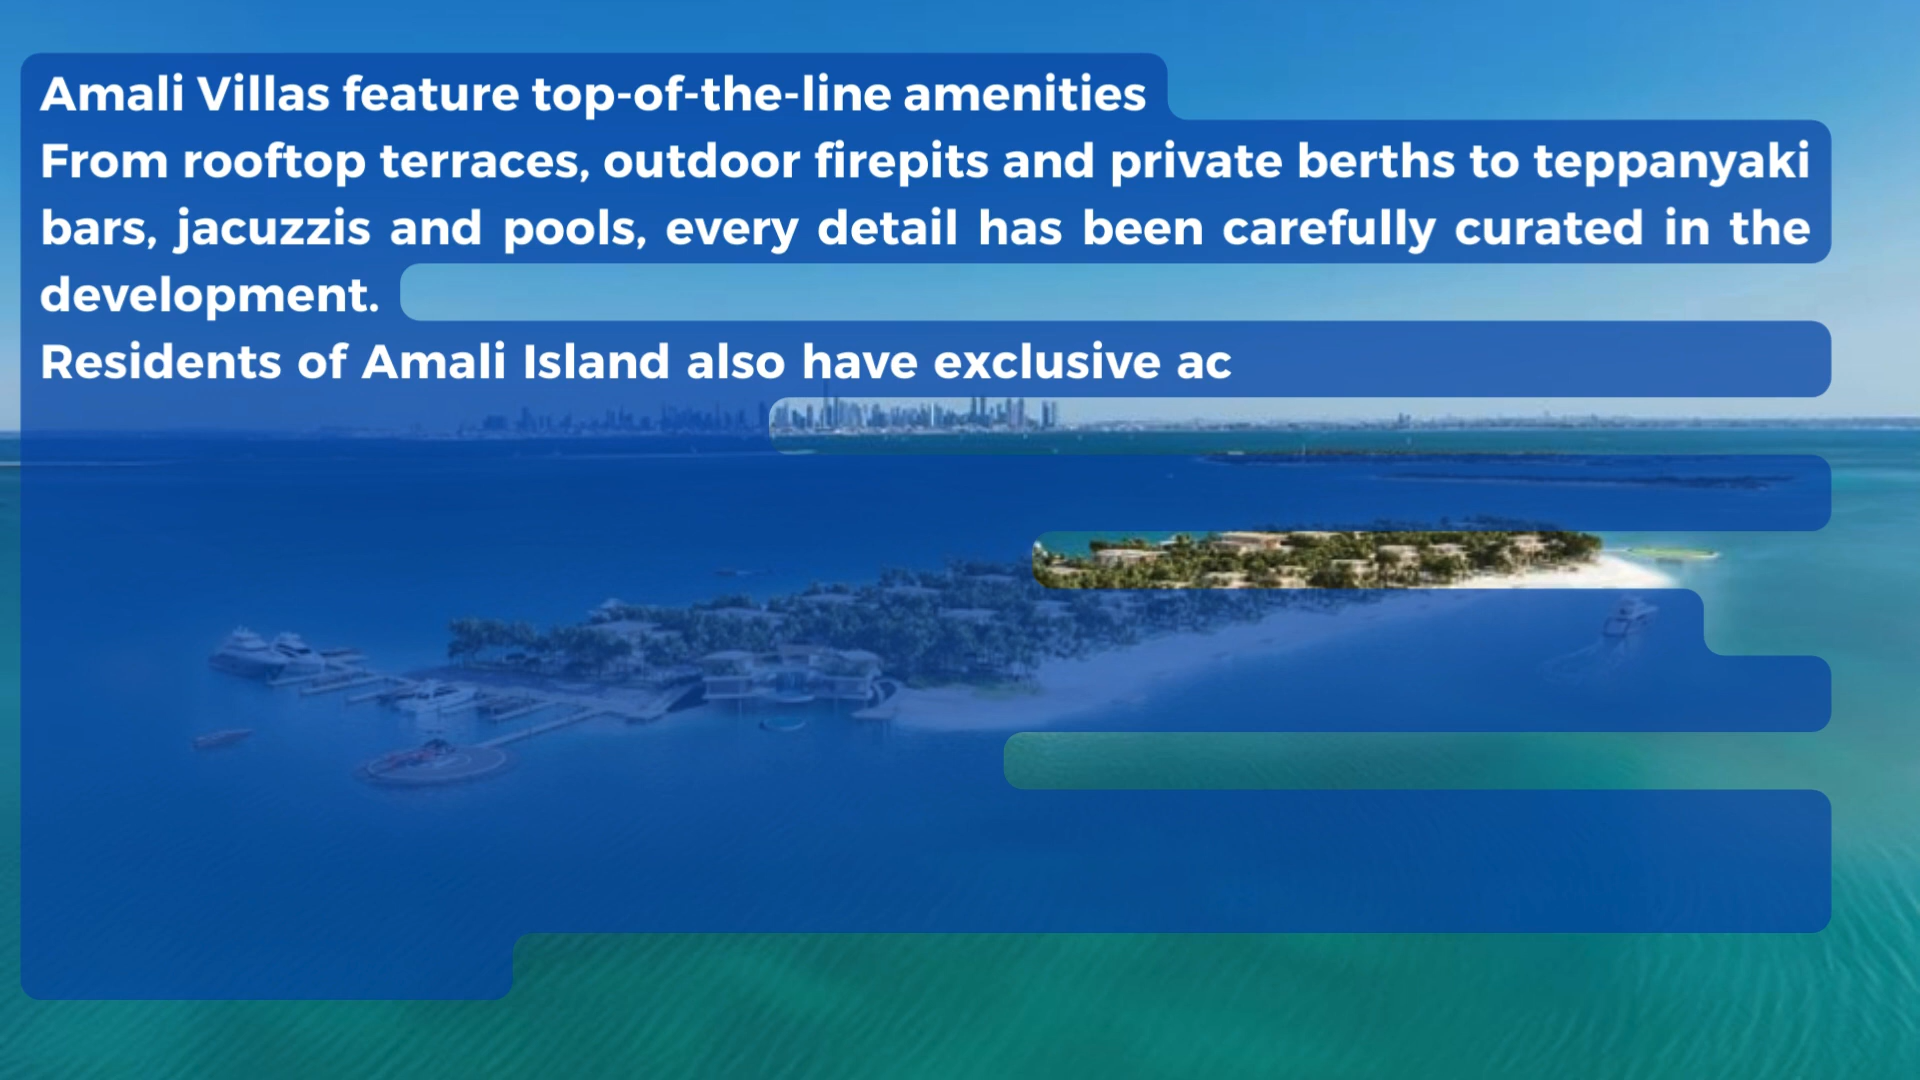 Amali Villas feature top-of-the-line amenities
From rooftop terraces, outdoor firepits and private berths to teppanyaki
bars, jacuzzis and pools, every detail has been carefully curated in the
development.
Residents of Amali Island also have exclusive ac